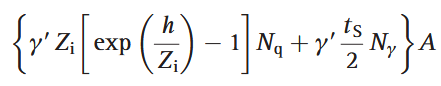 {γ′ Z_i [exp(h/Z_i) − 1] N_q + γ′ t_S/2 N_γ} A